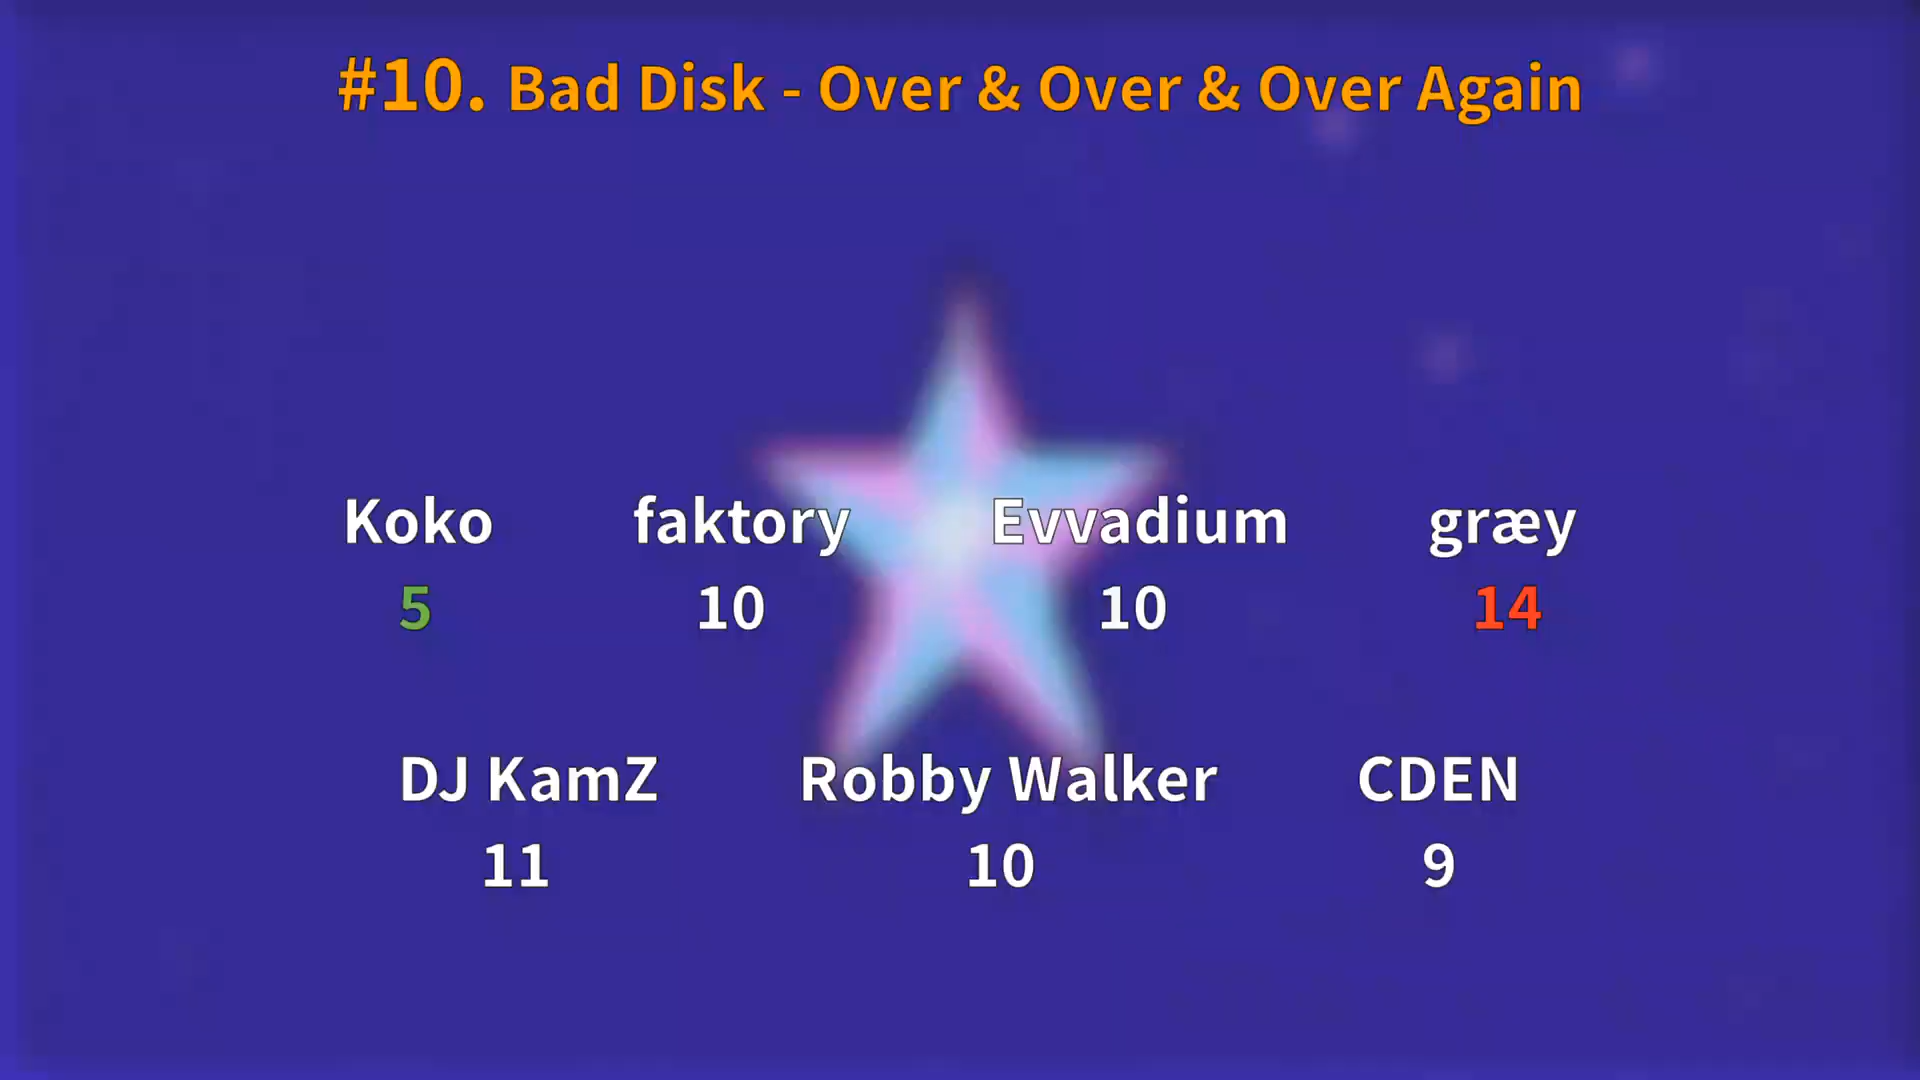 #10. Bad Disk - Over & Over & Over Again
Koko faktory Evvadium græy
5 10 10 14
DJ KamZ Robby Walker CDEN
11 10 9